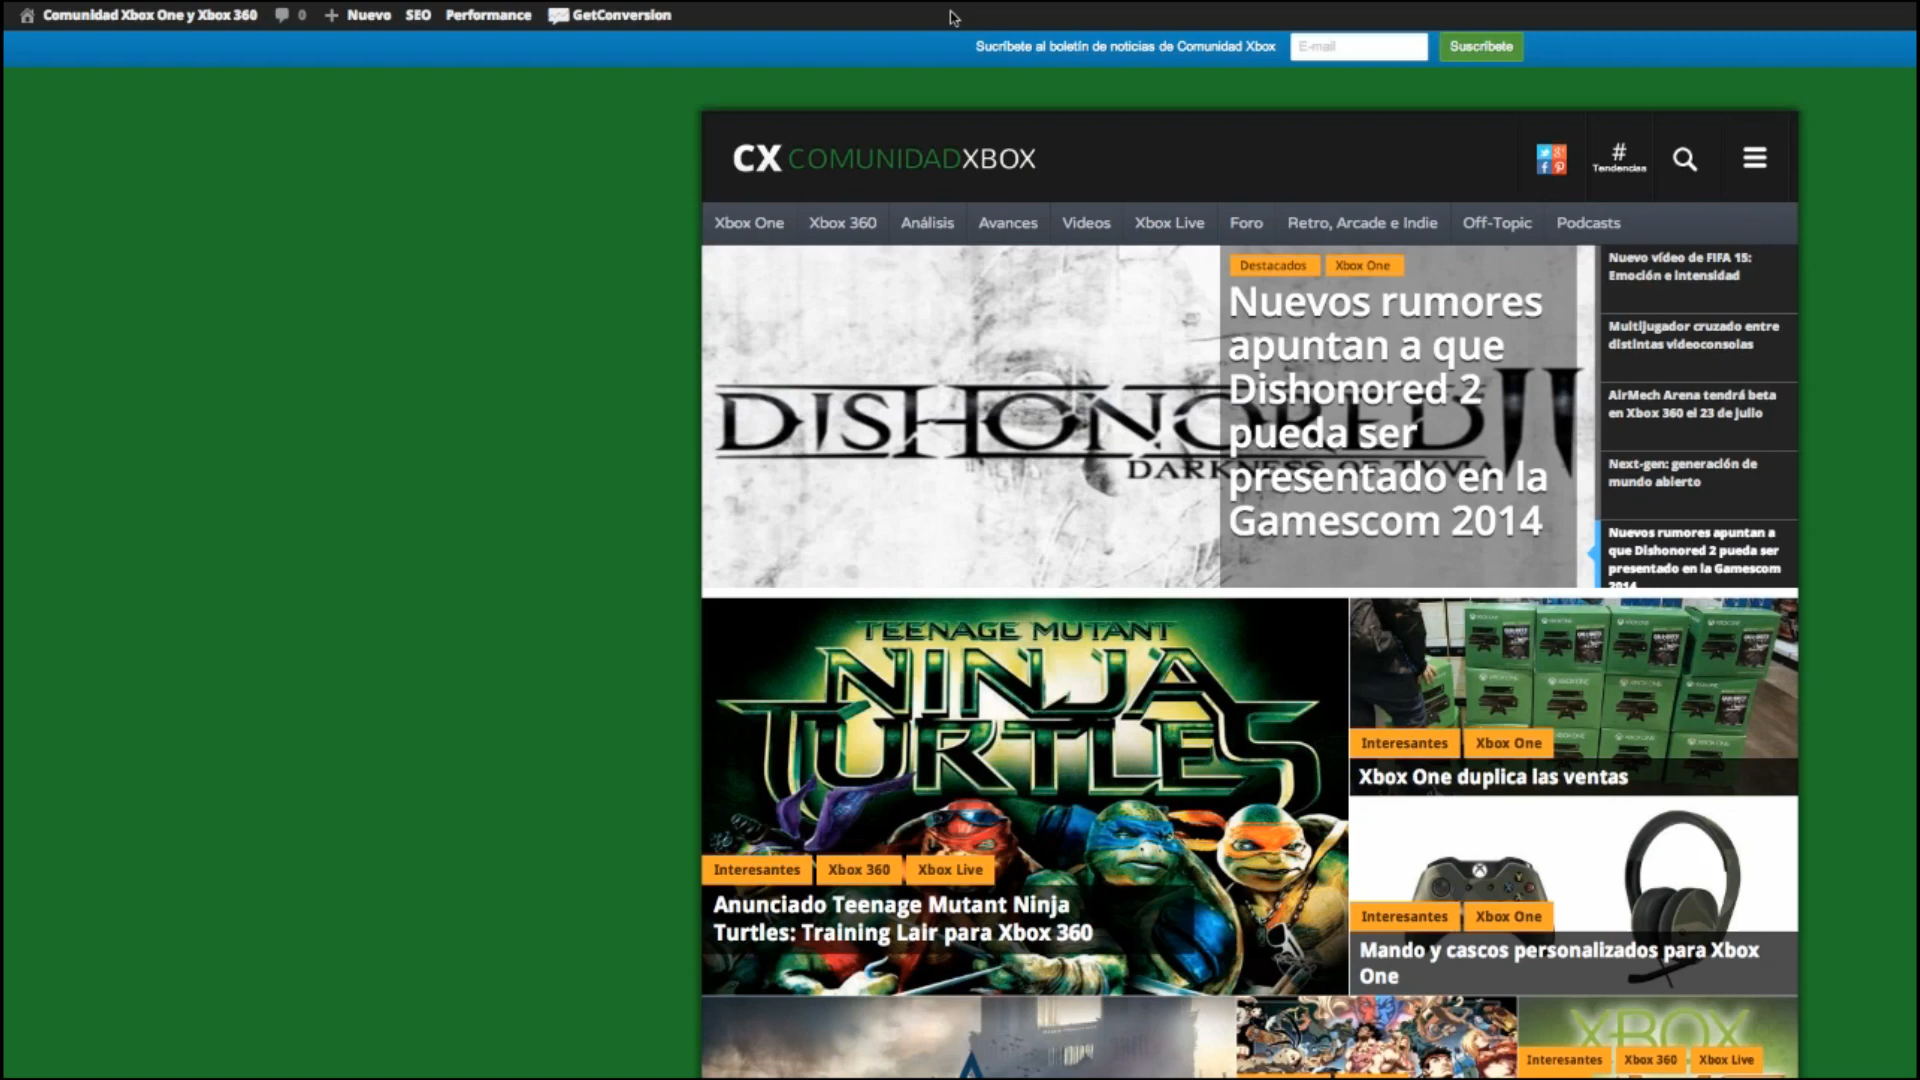 Comunidad Xbox One y Xbox 360 0 Nuevo SEO Performance GetConversion
Sucríbete al boletín de noticias de Comunidad Xbox E-mail Suscríbete
CX COMUNIDADXBOX
# Tendencias
Xbox One Xbox 360 Análisis Avances Videos Xbox Live Foro Retro, Arcade e Indie Off-Topic Podcasts
DISHONORED II
Destacados Xbox One
Nuevos rumores
apuntan a que
Dishonored 2
pueda ser
presentado en la
Gamescom 2014
Nuevo vídeo de FIFA 15:
Emoción e intensidad
Multijugador cruzado entre
distintas videoconsolas
AirMech Arena tendrá beta
en Xbox 360 el 23 de julio
Next-gen: generación de
mundo abierto
Nuevos rumores apuntan a
que Dishonored 2 pueda ser
presentado en la Gamescom
2014
TEENAGE MUTANT
NINJA
TURTLES
Interesantes Xbox 360 Xbox Live
Anunciado Teenage Mutant Ninja
Turtles: Training Lair para Xbox 360
Interesantes Xbox One
Xbox One duplica las ventas
Interesantes Xbox One
Mando y cascos personalizados para Xbox
One
XBOX
Interesantes Xbox 360 Xbox Live